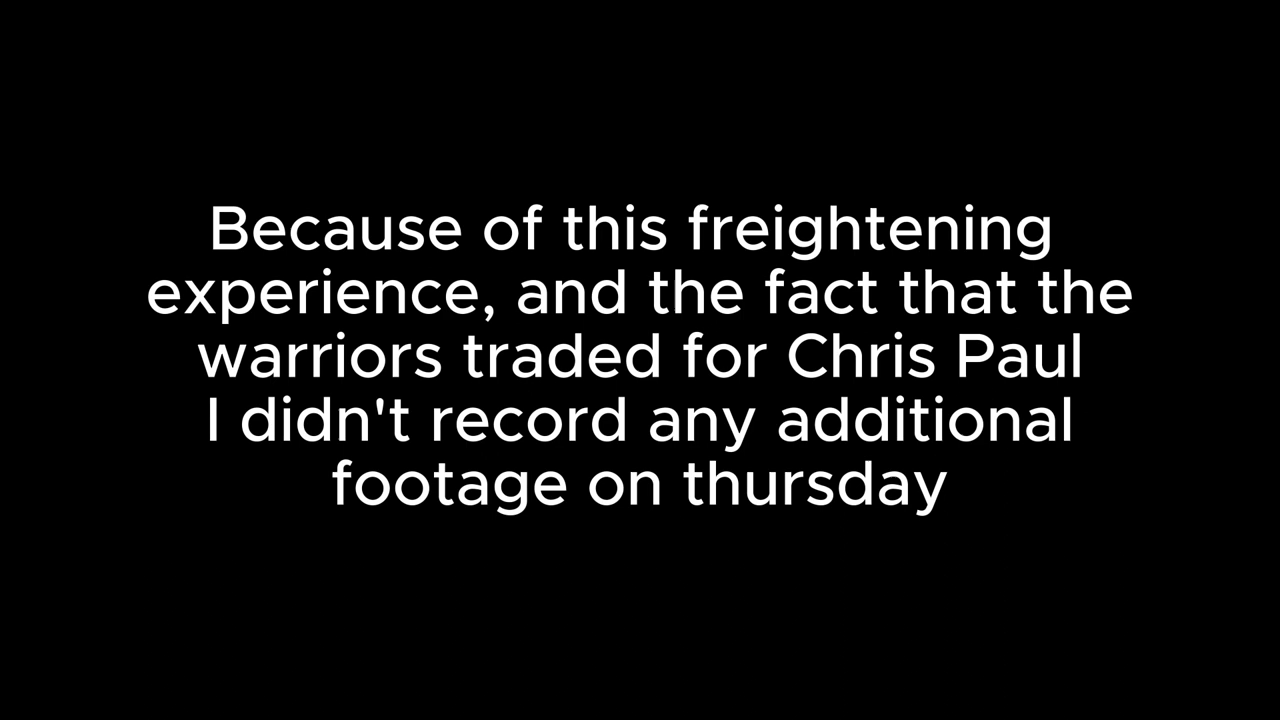 Because of this freightening
experience, and the fact that the
warriors traded for Chris Paul
I didn't record any additional
footage on thursday